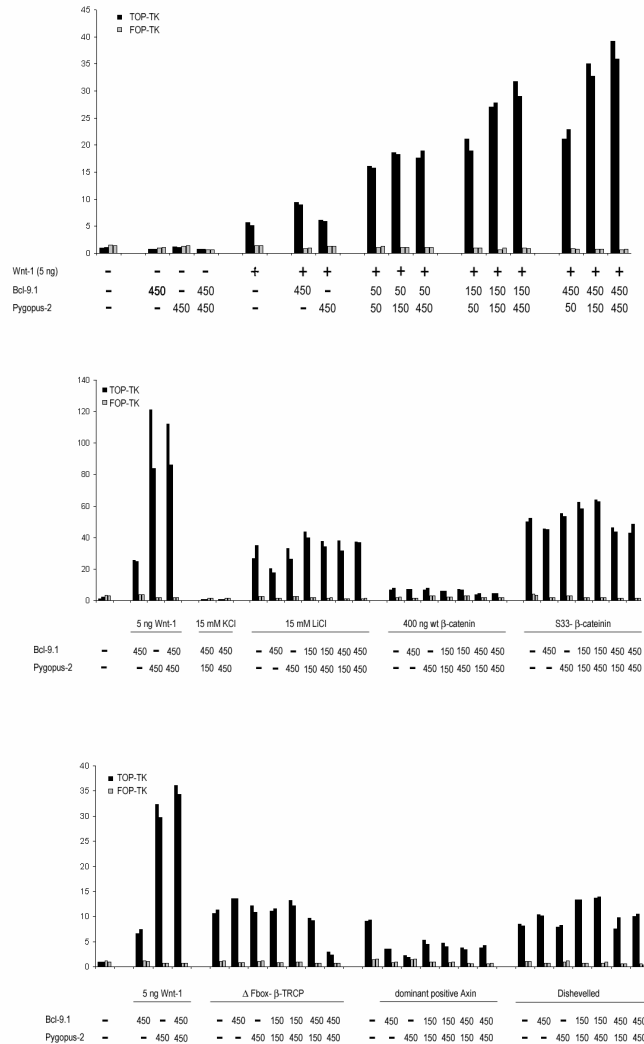 45
TOP-TK
FOP-TK
40
35
30
25
20
15
10
5
0
Wnt-1 (5 ng) - - - - + + + + + + + + + + + +
Bcl-9.1 - 450 - 450 - 450 - 50 50 50 150 150 150 450 450 450
Pygopus-2 - - 450 450 - - 450 50 150 450 50 150 450 50 150 450
140
TOP-TK
FOP-TK
120
100
80
60
40
20
0
5 ng Wnt-1 15 mM KCl 15 mM LiCl 400 ng wt β-catenin S33- β-cateinin
Bcl-9.1 - 450 - 450 450 450 - 450 - 150 150 450 450 - 450 - 150 150 450 450 - 450 - 150 150 450 450
Pygopus-2 - - 450 450 150 450 - - 450 150 450 150 450 - - 450 150 450 150 450 - - 450 150 450 150 450
40
TOP-TK
FOP-TK
35
30
25
20
15
10
5
0
5 ng Wnt-1 Δ Fbox- β-TRCP dominant positive Axin Dishevelled
Bcl-9.1 - 450 - 450 - 450 - 150 150 450 450 - 450 - 150 150 450 450 - 450 - 150 150 450 450
Pygopus-2 - - 450 450 - - 450 150 450 150 450 - - 450 150 450 150 450 - - 450 150 450 150 450